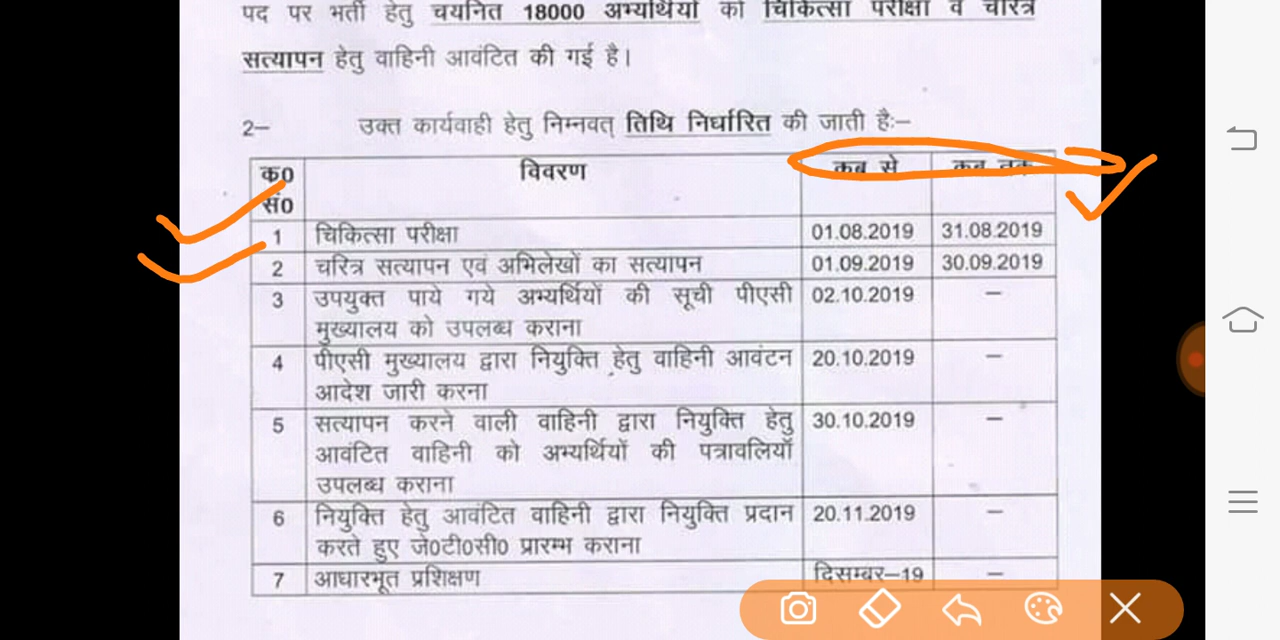 पद पर भर्ती हेतु चयनित 18000 अभ्यर्थियों को चिकित्सा परीक्षा व चरित्र
सत्यापन हेतु वाहिनी आवंटित की गई है।
2– उक्त कार्यवाही हेतु निम्नवत् तिथि निर्धारित की जाती हैः–
क0 सं0 विवरण कब से कब तक
1 चिकित्सा परीक्षा 01.08.2019 31.08.2019
2 चरित्र सत्यापन एवं अभिलेखों का सत्यापन 01.09.2019 30.09.2019
3 उपयुक्त पाये गये अभ्यर्थियों की सूची पीएसी 02.10.2019 –
मुख्यालय को उपलब्ध कराना
4 पीएसी मुख्यालय द्वारा नियुक्ति हेतु वाहिनी आवंटन 20.10.2019 –
आदेश जारी करना
5 सत्यापन करने वाली वाहिनी द्वारा नियुक्ति हेतु 30.10.2019 –
आवंटित वाहिनी को अभ्यर्थियों की पत्रावलियॉ
उपलब्ध कराना
6 नियुक्ति हेतु आवंटित वाहिनी द्वारा नियुक्ति प्रदान 20.11.2019 –
करते हुए जे0टी0सी0 प्रारम्भ कराना
7 आधारभूत प्रशिक्षण दिसम्बर–19 –